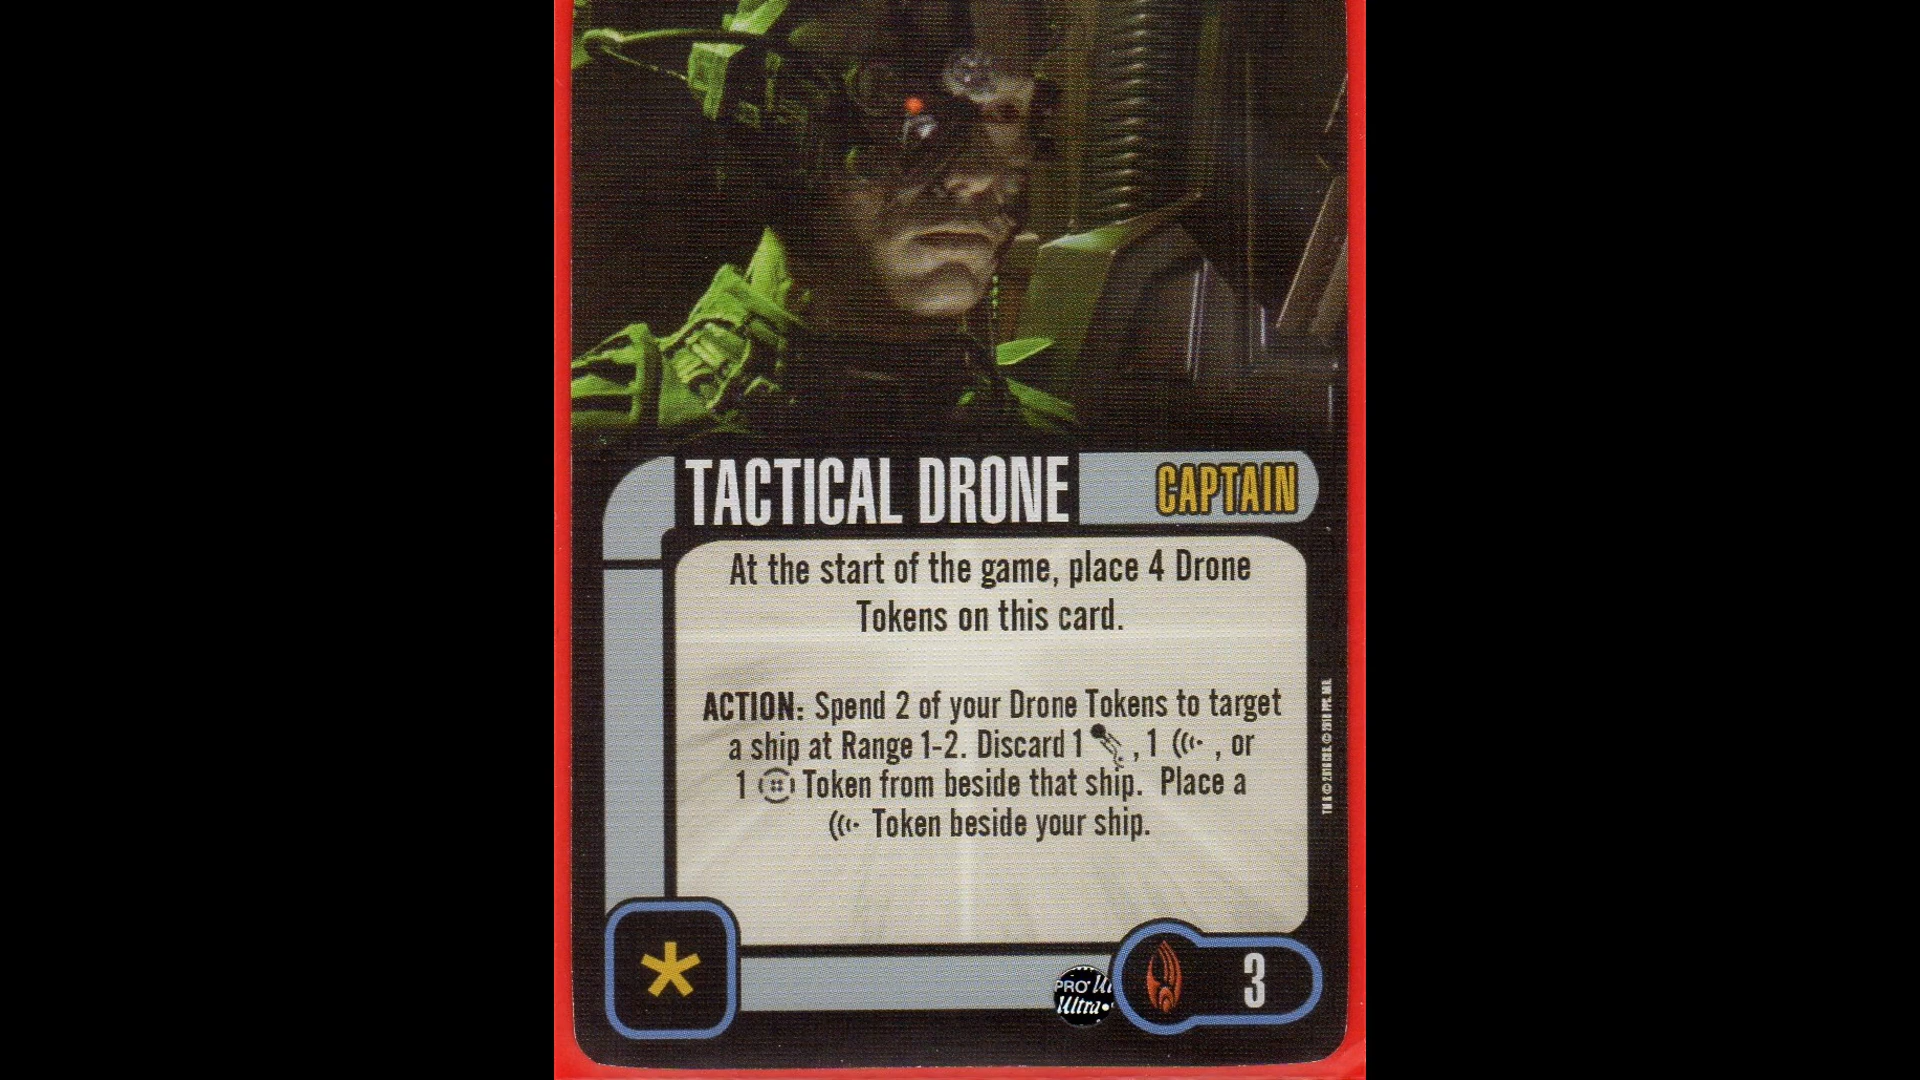 TACTICAL DRONE CAPTAIN
At the start of the game, place 4 Drone
Tokens on this card.
ACTION: Spend 2 of your Drone Tokens to target
a ship at Range 1-2. Discard 1 , 1 , or
1 Token from beside that ship. Place a
Token beside your ship.
*
PRO
Ultra
3